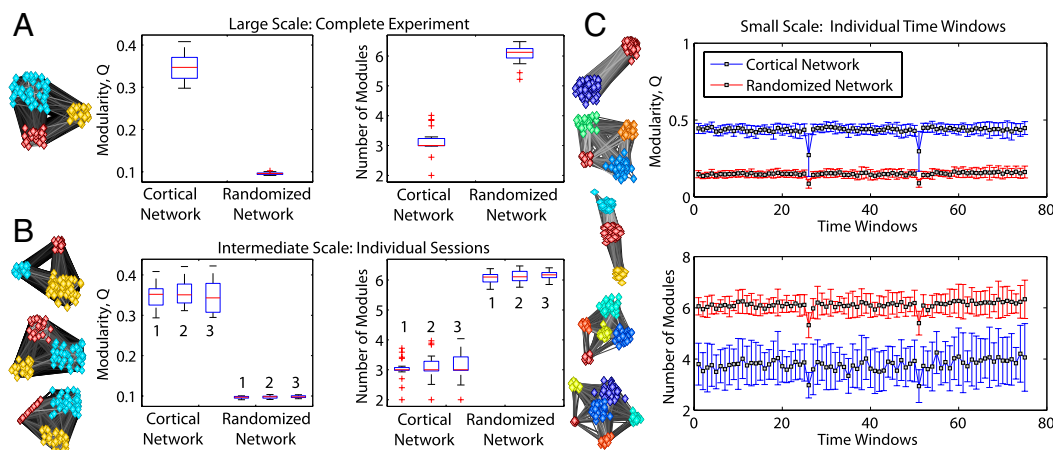 A
Large Scale: Complete Experiment
Modularity, Q
0.4
0.3
0.2
0.1
Cortical Network
Randomized Network
Number of Modules
6
5
4
3
2
Cortical Network
Randomized Network
B
Intermediate Scale: Individual Sessions
Modularity, Q
0.4
0.3
0.2
0.1
1 2 3
1 2 3
Cortical Network
Randomized Network
Number of Modules
6
5
4
3
2
1 2 3
1 2 3
Cortical Network
Randomized Network
C
Small Scale: Individual Time Windows
Cortical Network
Randomized Network
Modularity, Q
1
0.5
0
0 20 40 60 80
Time Windows
Number of Modules
8
6
4
2
0 20 40 60 80
Time Windows